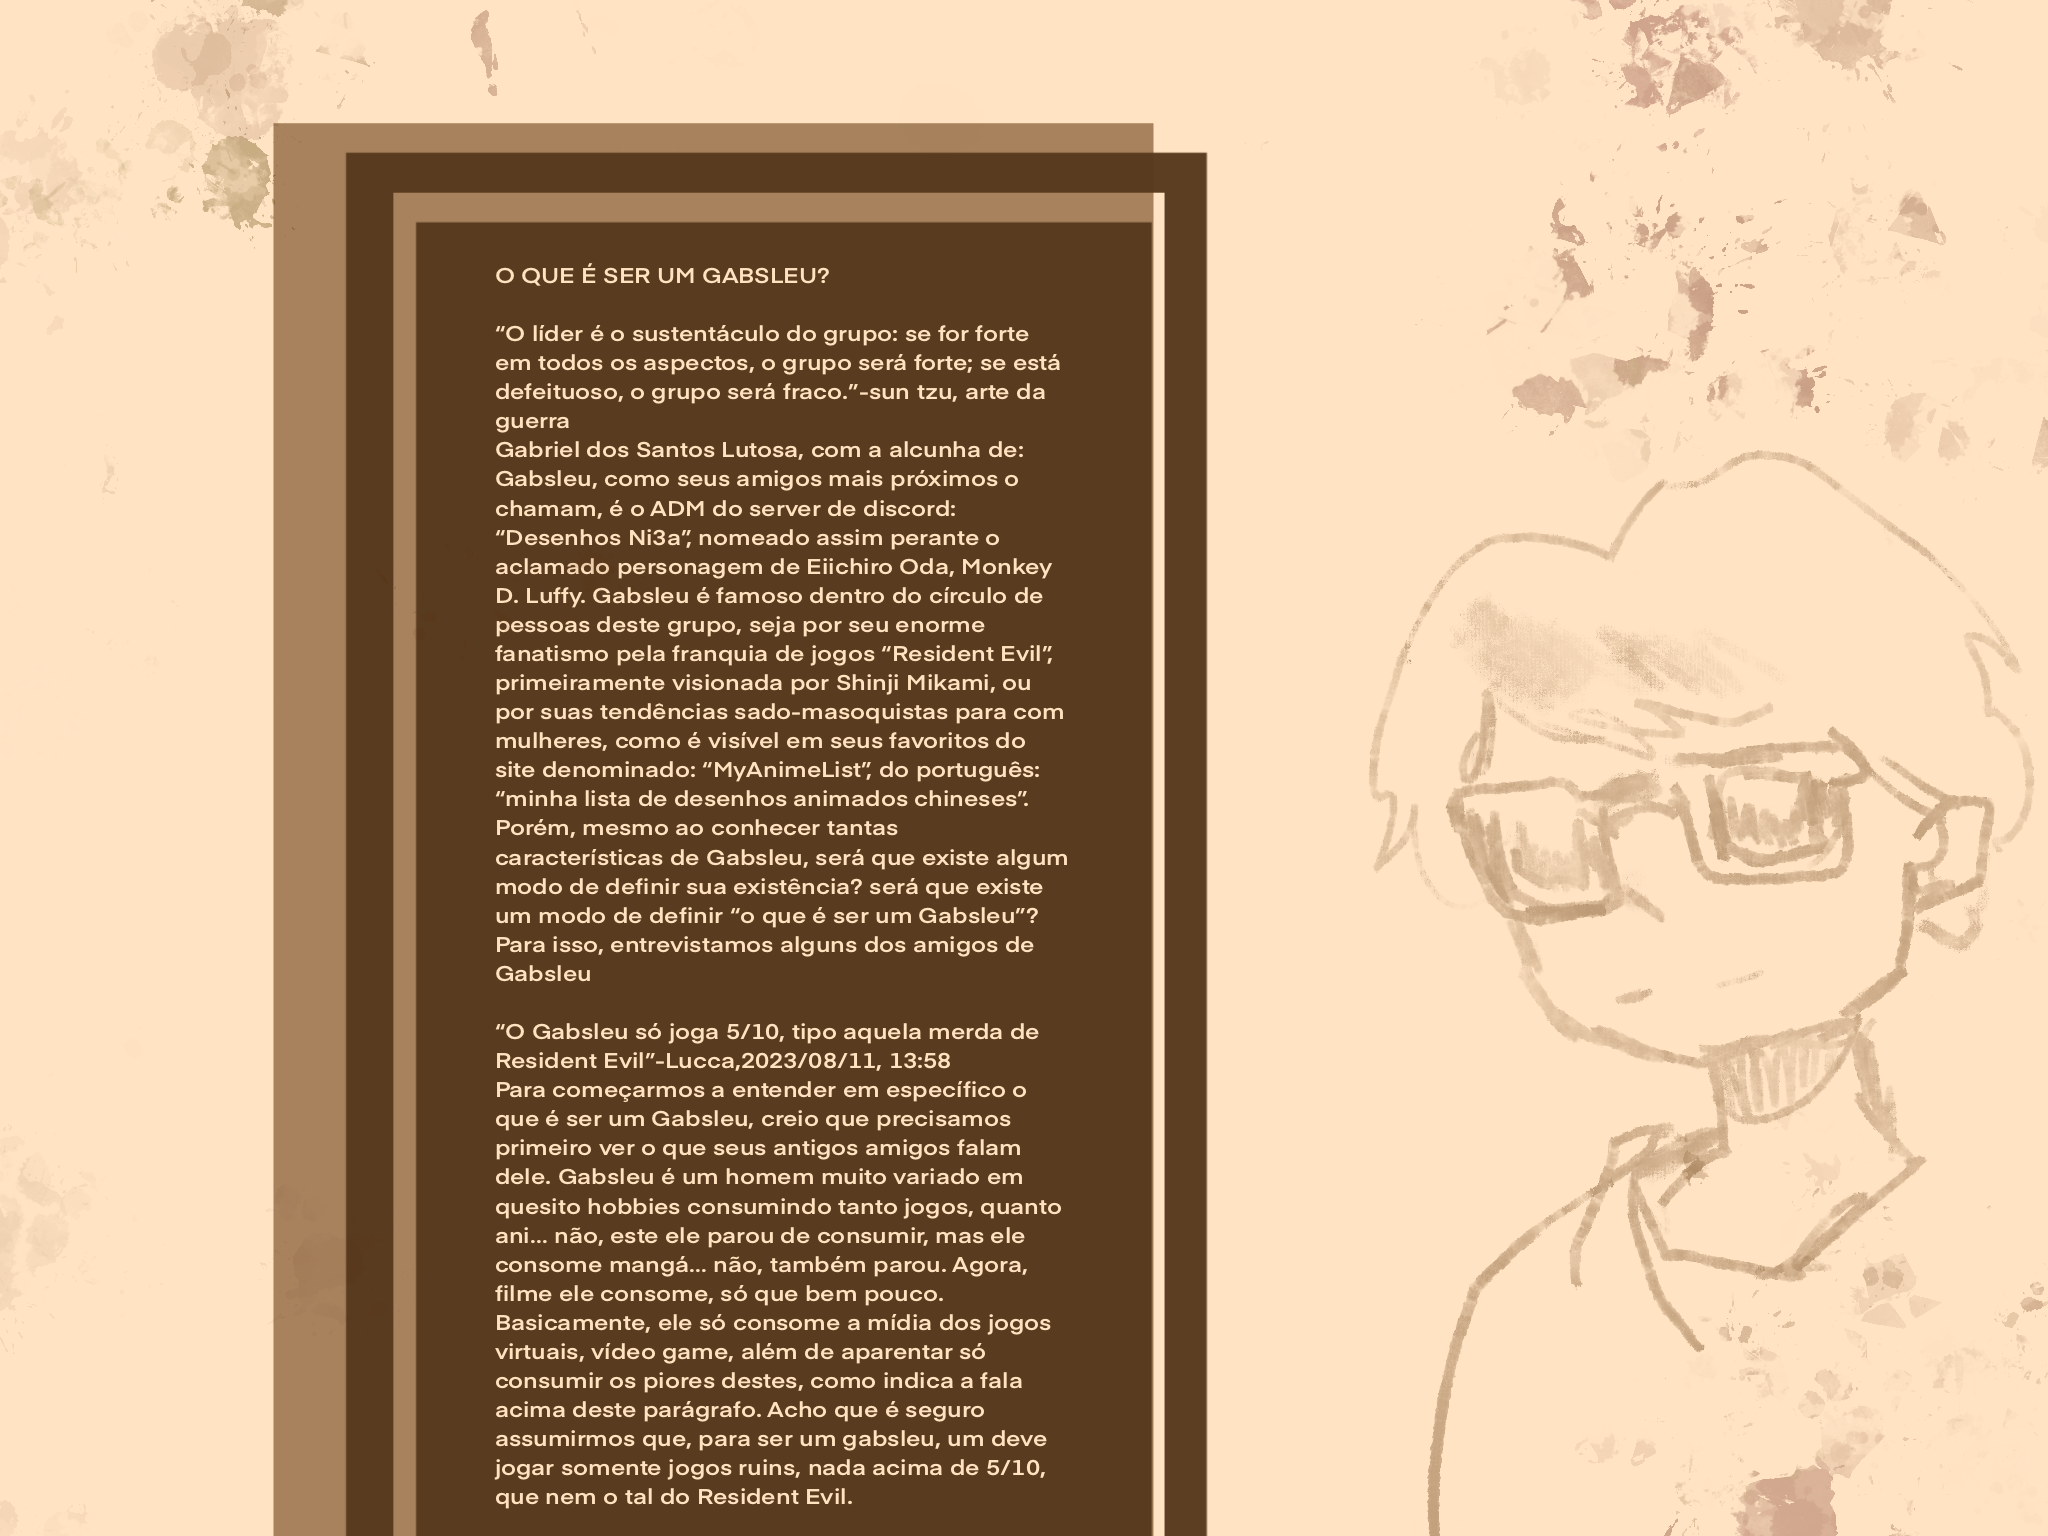 O QUE É SER UM GABSLEU?
“O líder é o sustentáculo do grupo: se for forte
em todos os aspectos, o grupo será forte; se está
defeituoso, o grupo será fraco.”-sun tzu, arte da
guerra
Gabriel dos Santos Lutosa, com a alcunha de:
Gabsleu, como seus amigos mais próximos o
chamam, é o ADM do server de discord:
“Desenhos Ni3a”, nomeado assim perante o
aclamado personagem de Eiichiro Oda, Monkey
D. Luffy. Gabsleu é famoso dentro do círculo de
pessoas deste grupo, seja por seu enorme
fanatismo pela franquia de jogos “Resident Evil”,
primeiramente visionada por Shinji Mikami, ou
por suas tendências sado-masoquistas para com
mulheres, como é visível em seus favoritos do
site denominado: “MyAnimeList”, do português:
“minha lista de desenhos animados chineses”.
Porém, mesmo ao conhecer tantas
características de Gabsleu, será que existe algum
modo de definir sua existência? será que existe
um modo de definir “o que é ser um Gabsleu”?
Para isso, entrevistamos alguns dos amigos de
Gabsleu
“O Gabsleu só joga 5/10, tipo aquela merda de
Resident Evil”-Lucca,2023/08/11, 13:58
Para começarmos a entender em específico o
que é ser um Gabsleu, creio que precisamos
primeiro ver o que seus antigos amigos falam
dele. Gabsleu é um homem muito variado em
quesito hobbies consumindo tanto jogos, quanto
ani... não, este ele parou de consumir, mas ele
consome mangá... não, também parou. Agora,
filme ele consome, só que bem pouco.
Basicamente, ele só consome a mídia dos jogos
virtuais, vídeo game, além de aparentar só
consumir os piores destes, como indica a fala
acima deste parágrafo. Acho que é seguro
assumirmos que, para ser um gabsleu, um deve
jogar somente jogos ruins, nada acima de 5/10,
que nem o tal do Resident Evil.